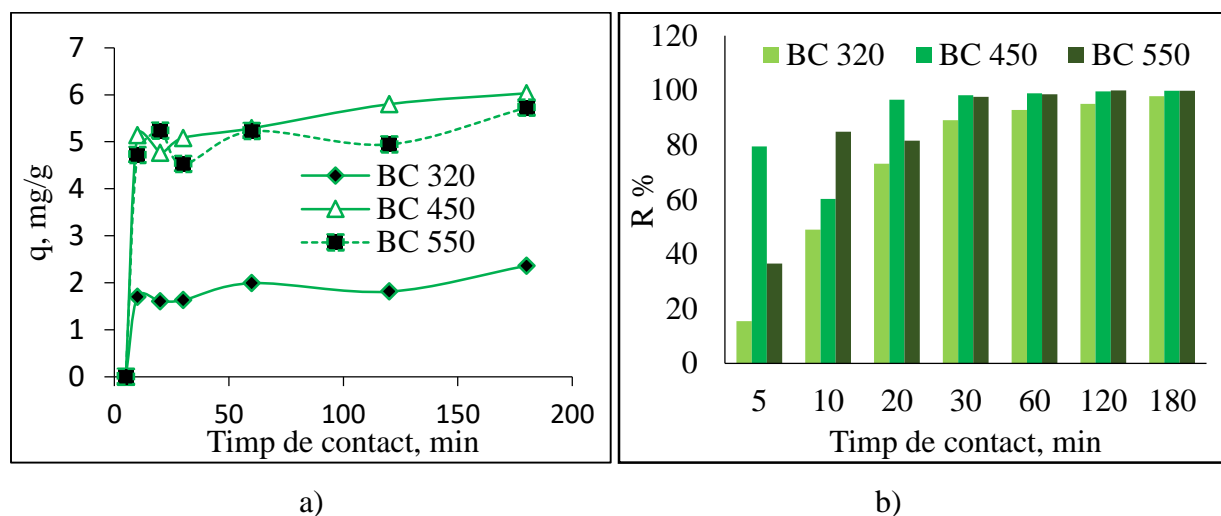 7
6
5
4
3
2
1
0
q, mg/g
BC 320
BC 450
BC 550
0 50 100 150 200
Timp de contact, min
a)
120
100
80
60
40
20
0
R %
BC 320 BC 450 BC 550
5 10 20 30 60 120 180
Timp de contact, min
b)